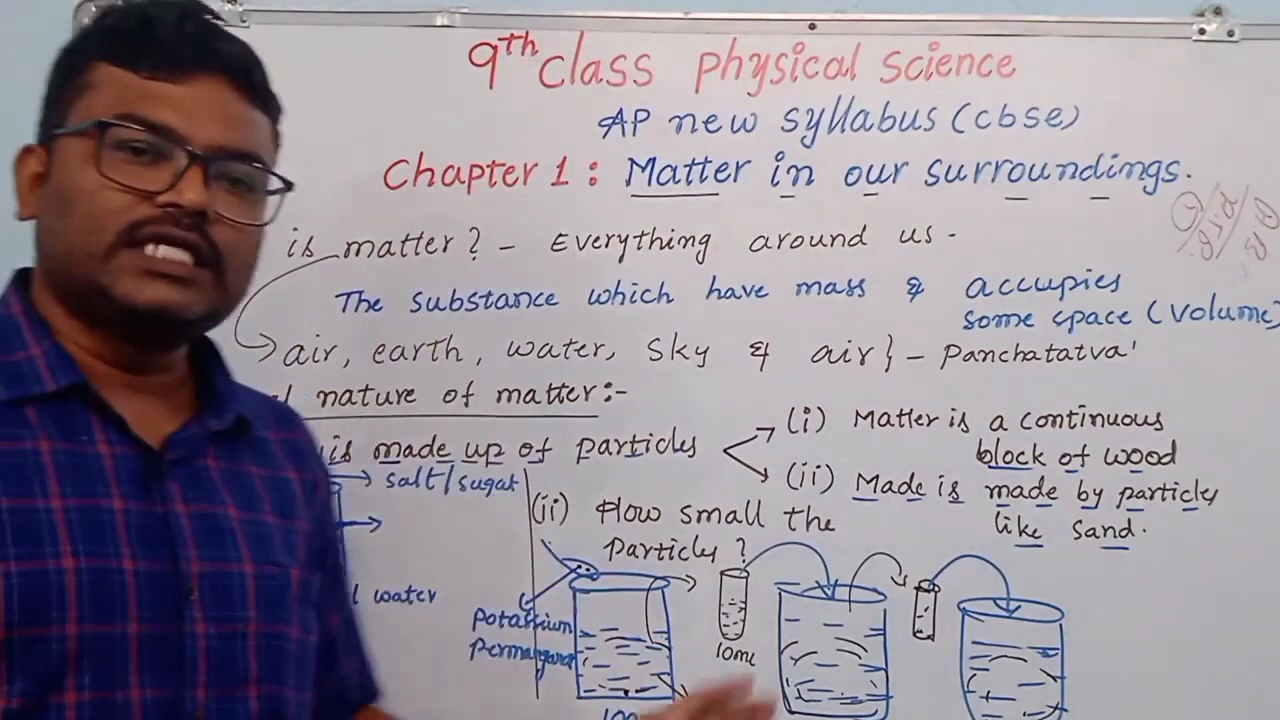 9th class physical science
AP new syllabus (cbse)
Chapter 1 : Matter in our surroundings.
is matter? - Everything around us -
The substance which have mass & accupies
some space (volume)
air, earth, water, sky & air} - panchatatva'
nature of matter:-
is made up of particles
(i) Matter is a continuous
block of wood
(ii) Made is made by particles
like sand.
salt/sugar
(ii) How small the
particles ?
water
potassium
permangana
10mL